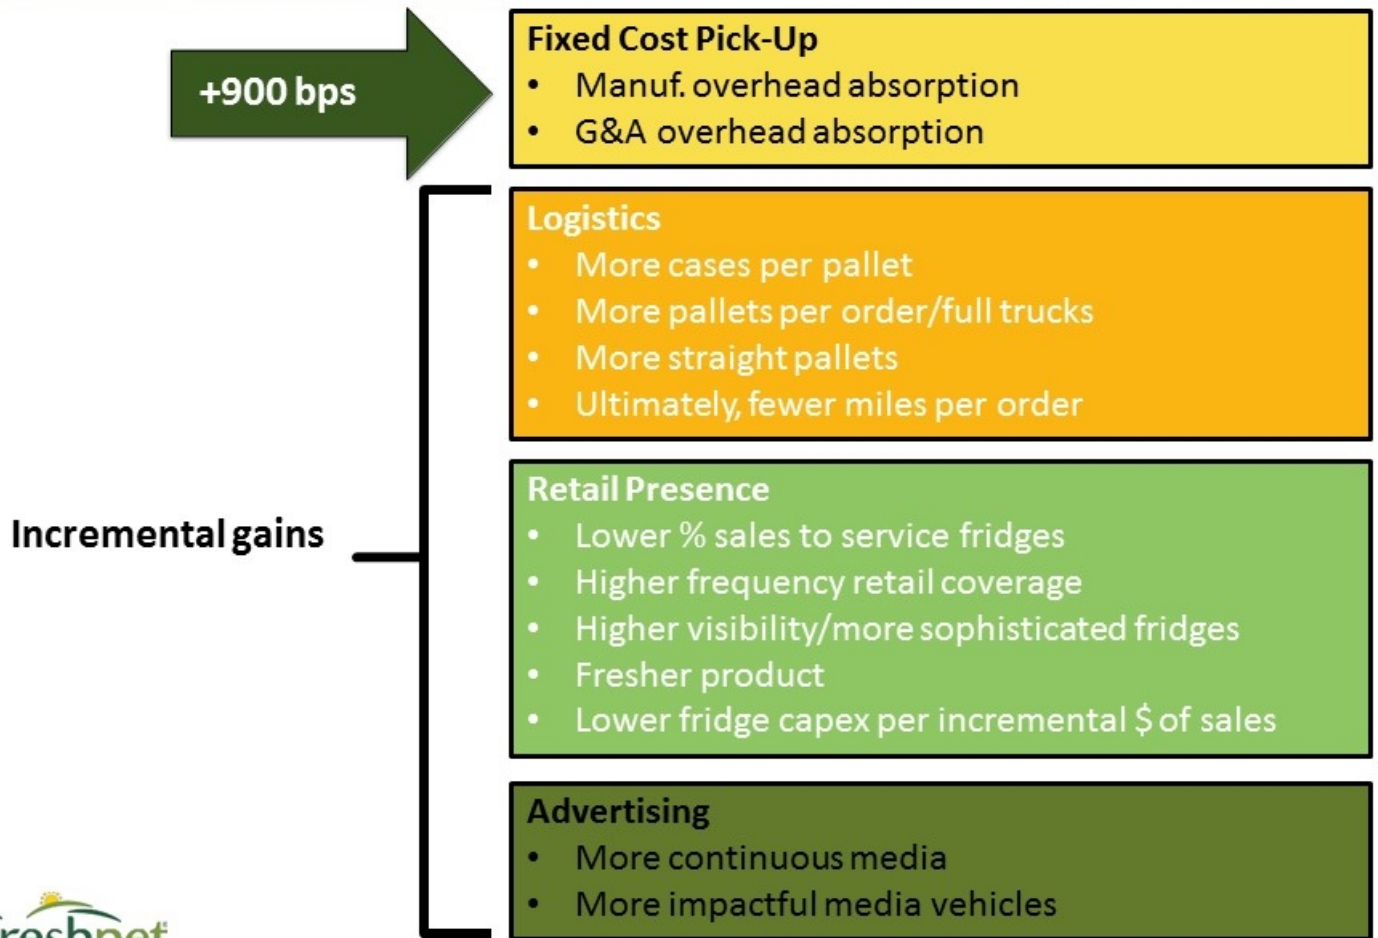 +900 bps
Fixed Cost Pick-Up
• Manuf. overhead absorption
• G&A overhead absorption
Logistics
• More cases per pallet
• More pallets per order/full trucks
• More straight pallets
• Ultimately, fewer miles per order
Incremental gains
Retail Presence
• Lower % sales to service fridges
• Higher frequency retail coverage
• Higher visibility/more sophisticated fridges
• Fresher product
• Lower fridge capex per incremental $ of sales
Advertising
• More continuous media
• More impactful media vehicles